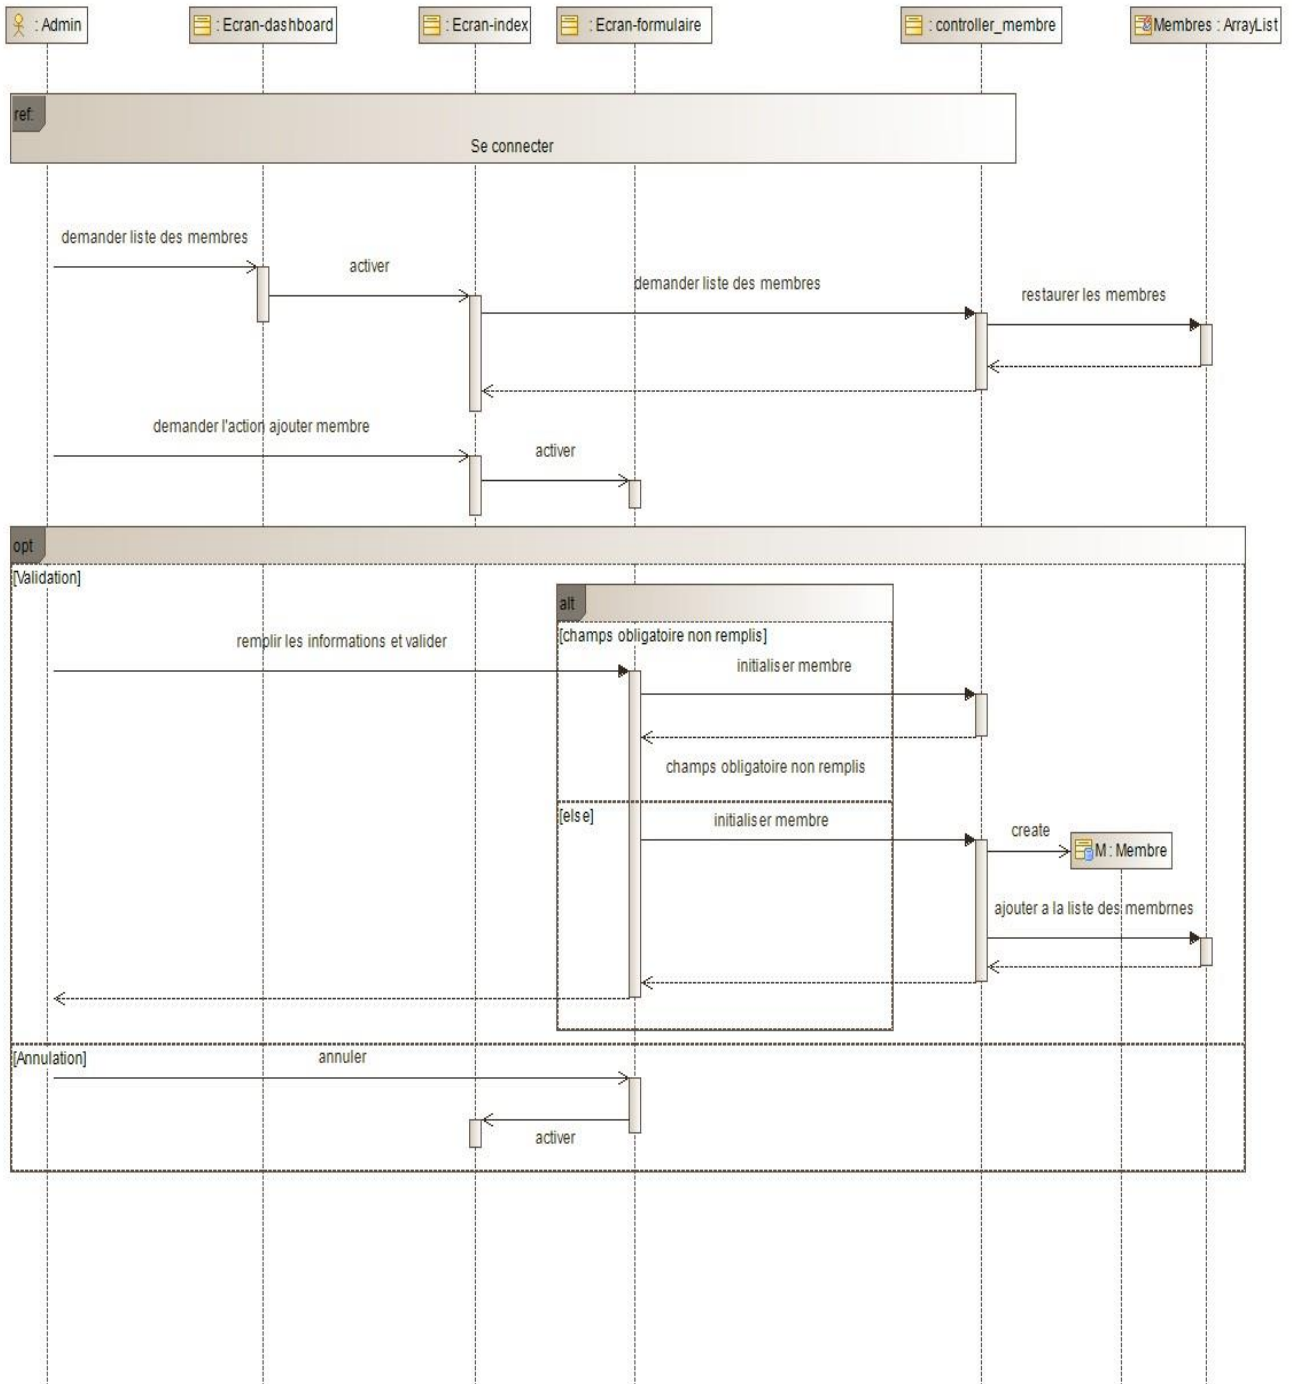 : Admin
: Ecran-dashboard
: Ecran-index
: Ecran-formulaire
: controller_membre
Membres : ArrayList
ref:
Se connecter
demander liste des membres
activer
demander liste des membres
restaurer les membres
demander l'action ajouter membre
activer
opt
[Validation]
alt
[champs obligatoire non remplis]
remplir les informations et valider
initialiser membre
champs obligatoire non remplis
[else]
initialiser membre
create
M : Membre
ajouter a la liste des membrnes
[Annulation]
annuler
activer